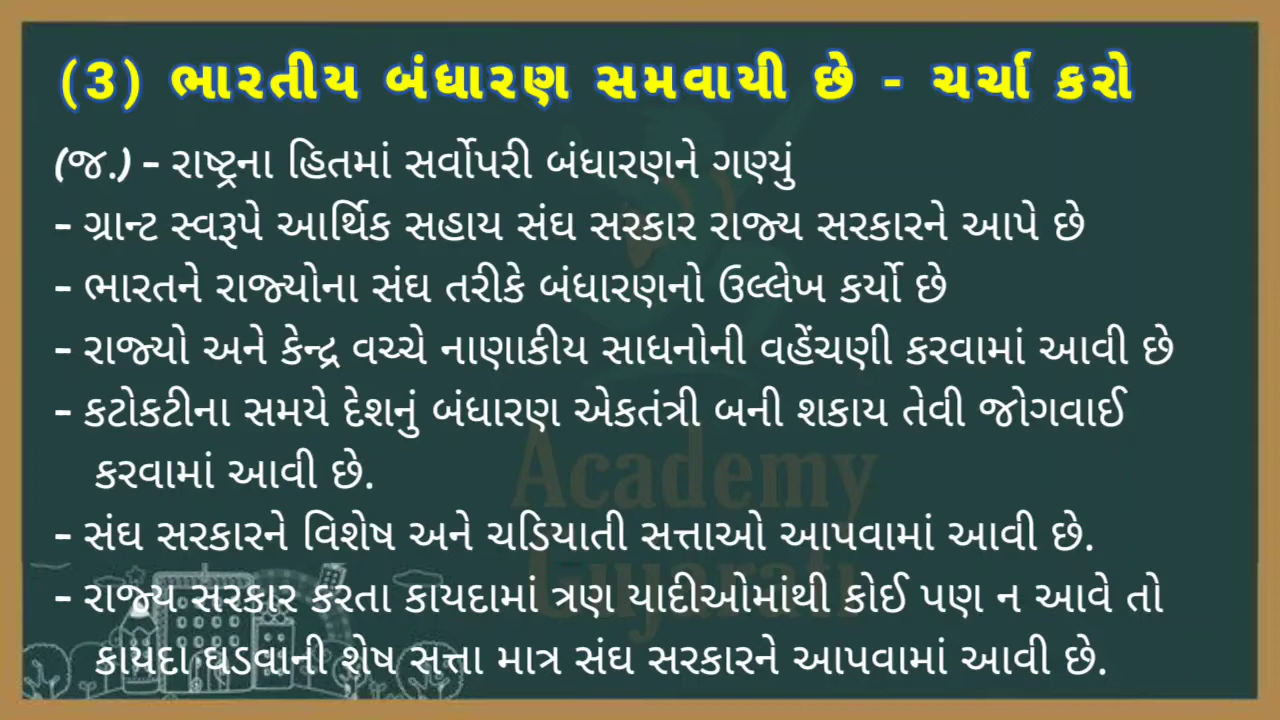 (3) ભારતીય બંધારણ સમવાયી છે - ચર્ચા કરો
(જ.) – રાષ્ટ્રના હિતમાં સર્વોપરી બંધારણને ગણ્યું
– ગ્રાન્ટ સ્વરૂપે આર્થિક સહાય સંઘ સરકાર રાજ્ય સરકારને આપે છે
– ભારતને રાજ્યોના સંઘ તરીકે બંધારણનો ઉલ્લેખ કર્યો છે
– રાજ્યો અને કેન્દ્ર વચ્ચે નાણાકીય સાધનોની વહેંચણી કરવામાં આવી છે
– કટોકટીના સમયે દેશનું બંધારણ એકતંત્રી બની શકાય તેવી જોગવાઈ
કરવામાં આવી છે.
– સંઘ સરકારને વિશેષ અને ચડિયાતી સત્તાઓ આપવામાં આવી છે.
– રાજ્ય સરકાર કરતા કાયદામાં ત્રણ યાદીઓમાંથી કોઈ પણ ન આવે તો
કાયદા ઘડવાની શેષ સત્તા માત્ર સંઘ સરકારને આપવામાં આવી છે.
Academy
Gujarati